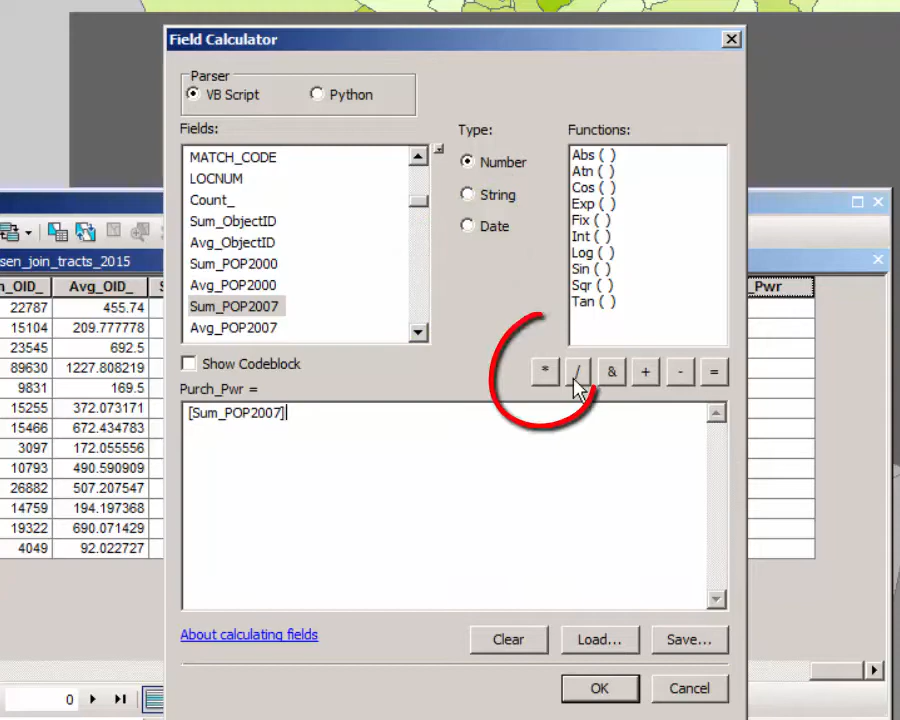 Field Calculator
Parser
VB Script
Python
Fields:
Type:
Functions:
MATCH_CODE
LOCNUM
Count_
Sum_ObjectID
Avg_ObjectID
Sum_POP2000
Avg_POP2000
Sum_POP2007
Avg_POP2007
Number
String
Date
Abs ( )
Atn ( )
Cos ( )
Exp ( )
Fix ( )
Int ( )
Log ( )
Sin ( )
Sqr ( )
Tan ( )
Show Codeblock
* / & + - =
Purch_Pwr =
[Sum_POP2007]
About calculating fields
Clear
Load...
Save...
OK
Cancel
sen_join_tracts_2015
_OID_ Avg_OID_ _Pwr
22787 455.74
15104 209.777778
23545 692.5
89630 1227.808219
9831 169.5
15255 372.073171
15466 672.434783
3097 172.055556
10793 490.590909
26882 507.207547
14759 194.197368
19322 690.071429
4049 92.022727
0